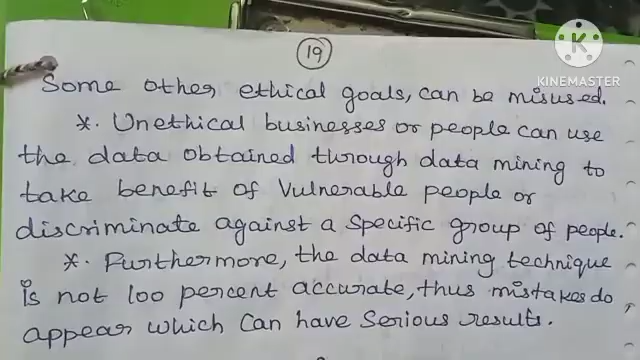 19
KINEMASTER
Some other ethical goals, can be misused.
*. Unethical businesses or people can use
the data obtained through data mining to
take benefit of vulnerable people or
discriminate against a specific group of people.
*. Furthermore, the data mining technique
is not 100 percent accurate, thus mistakes do,
appear which can have serious results.